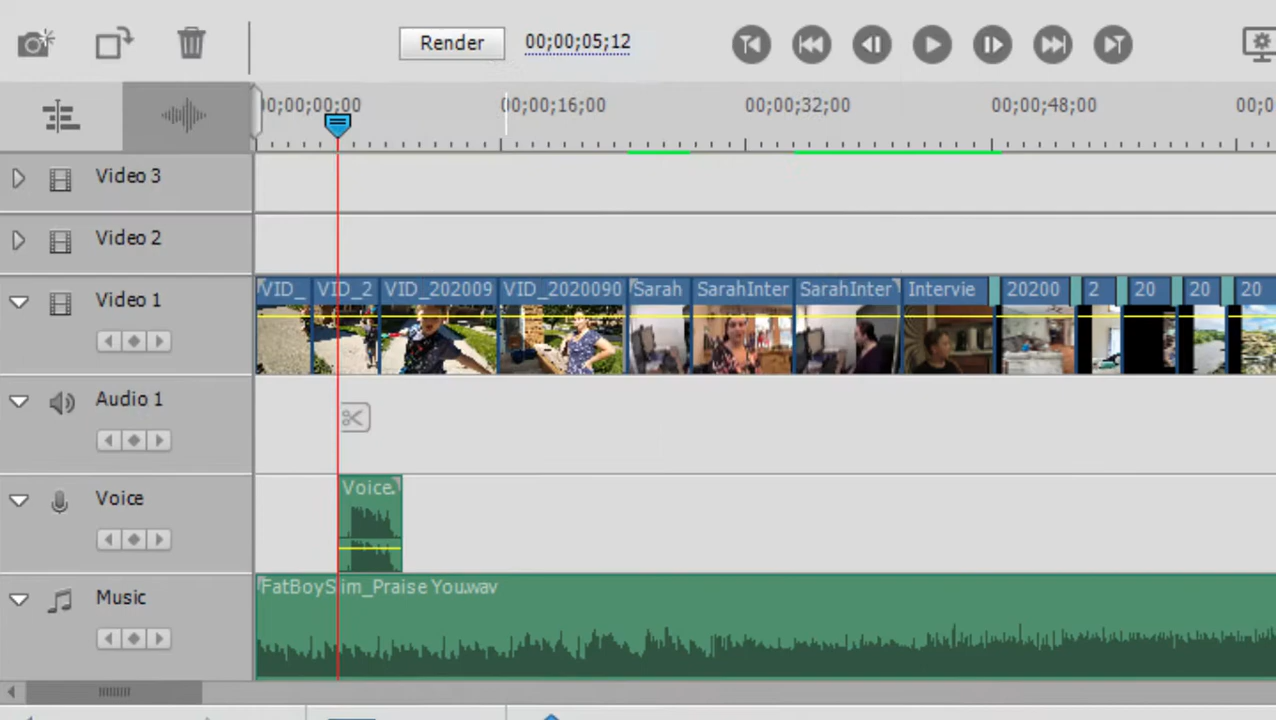 Render 00;00;05;12
00;00;00;00 00;00;16;00 00;00;32;00 00;00;48;00 00;0
Video 3
Video 2
Video 1
VID_ VID_2 VID_202009 VID_2020090 Sarah SarahInter SarahInter Intervie 20200 2 20 20 20
Audio 1
Voice
Voice.
Music
FatBoySlim_Praise You.wav